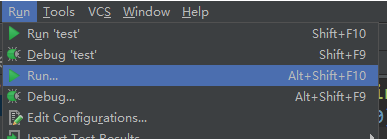 Run Tools VCS Window Help
Run 'test' Shift+F10
Debug 'test' Shift+F9
Run... Alt+Shift+F10
Debug... Alt+Shift+F9
Edit Configurations...
Import Test Results